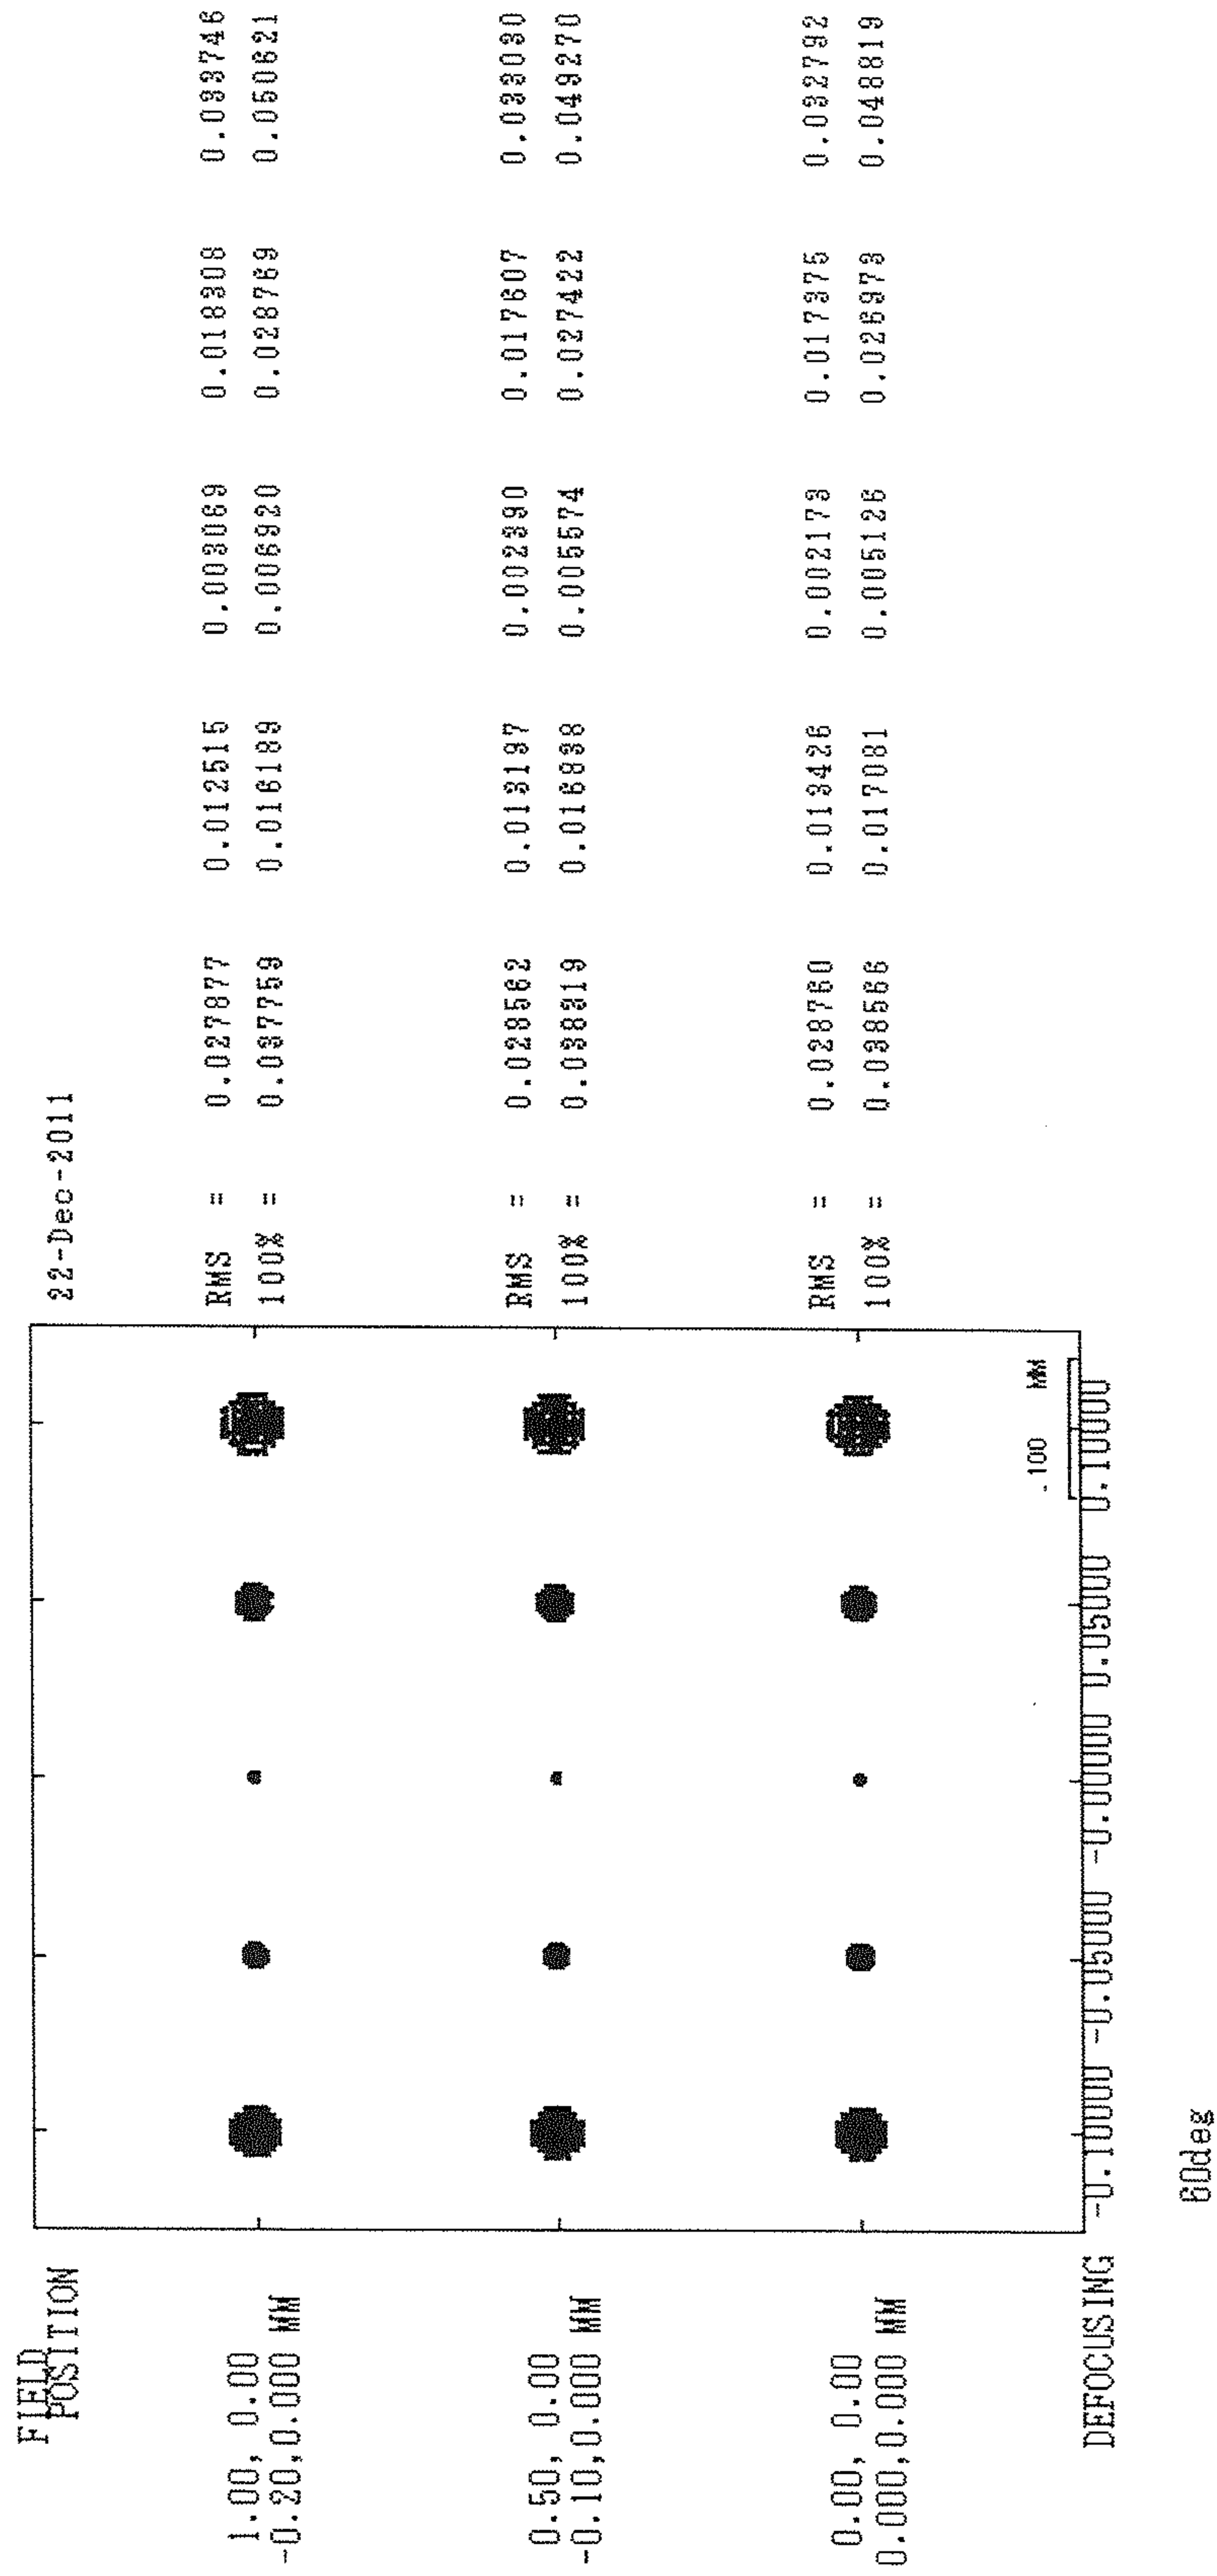 FIELD
POSITION
22-Dec-2011
1.00, 0.00
-0.20,0.000 MM
RMS = 0.027877 0.012515 0.003069 0.018308 0.033746
100% = 0.037759 0.016189 0.006920 0.028769 0.050621
0.50, 0.00
-0.10,0.000 MM
RMS = 0.028562 0.013197 0.002390 0.017607 0.033030
100% = 0.038319 0.016838 0.005574 0.027422 0.049270
0.00, 0.00
0.000,0.000 MM
RMS = 0.028760 0.013426 0.002173 0.017375 0.032792
100% = 0.038566 0.017081 0.005126 0.026973 0.048819
.100 MM
DEFOCUSING
-0.10000 -0.05000 -0.00000 0.05000 0.10000
60deg